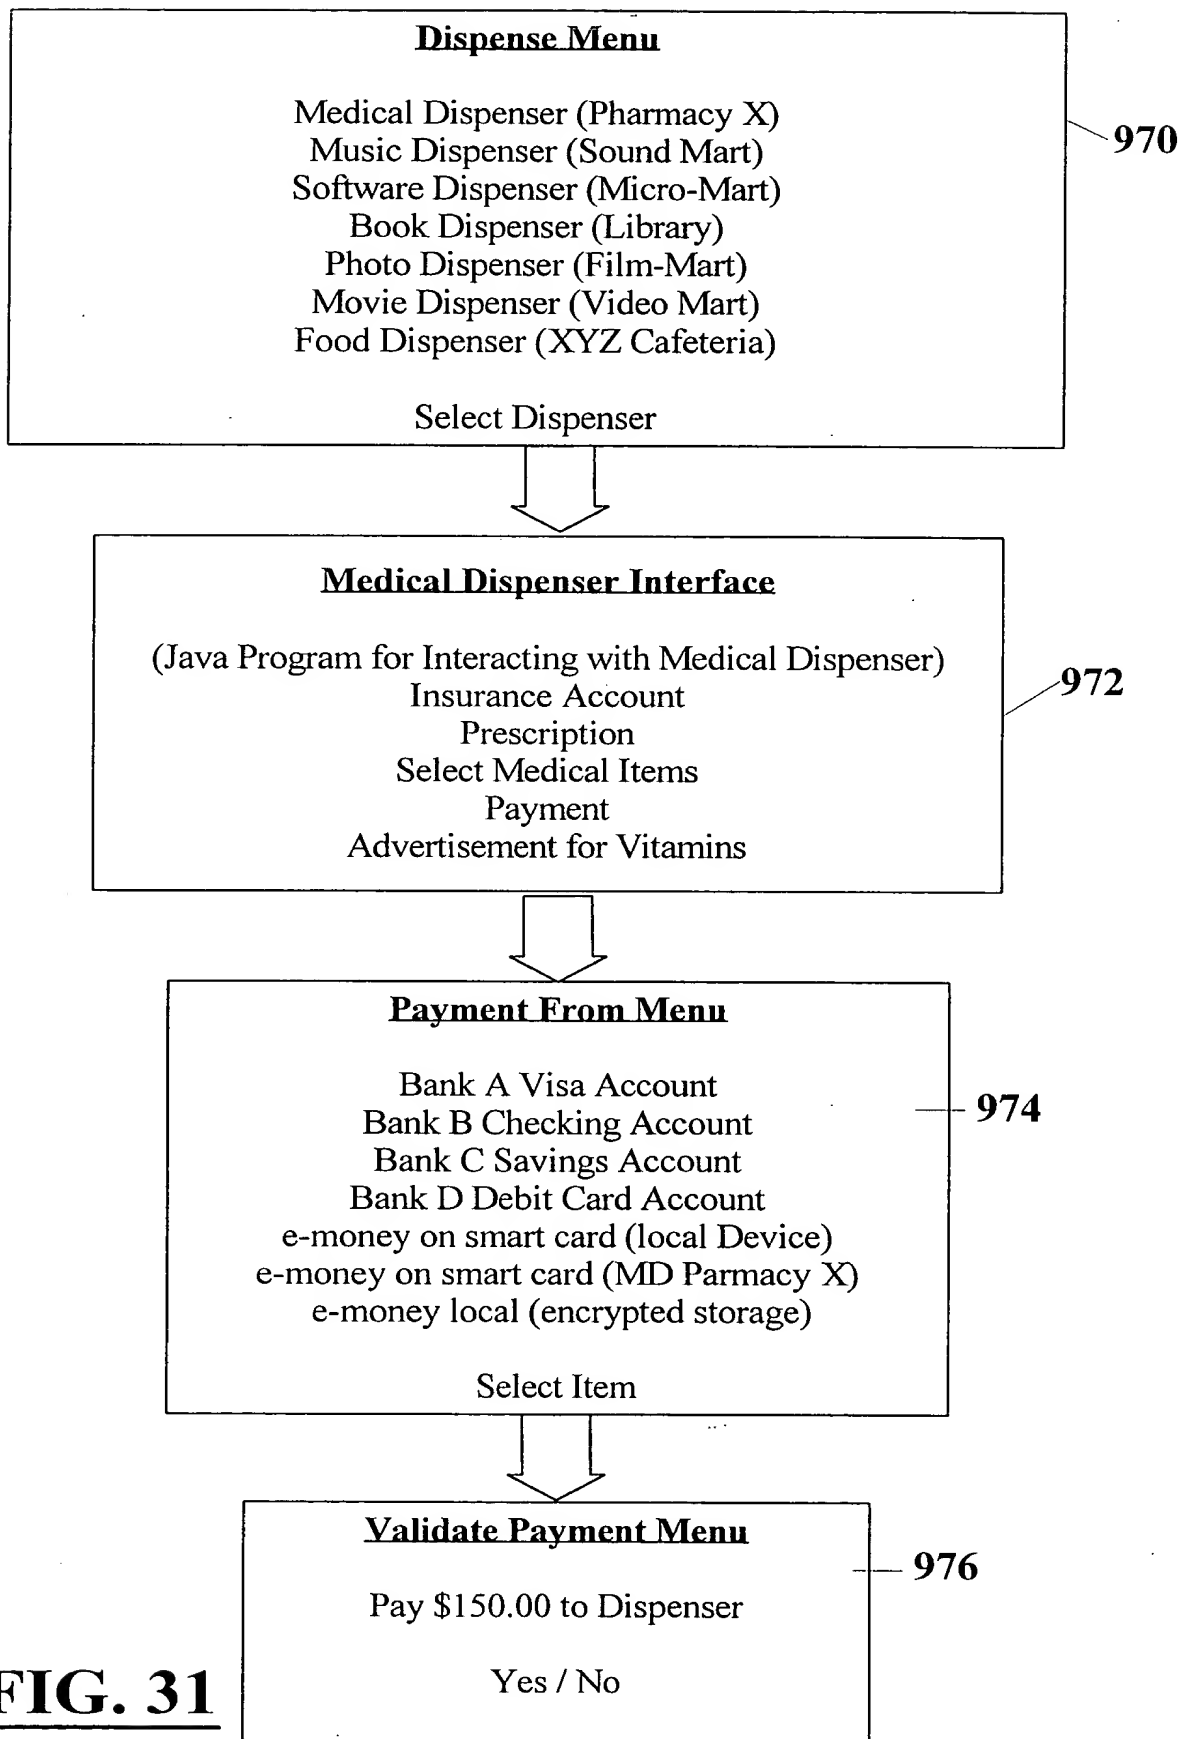 Dispense Menu
Medical Dispenser (Pharmacy X)
Music Dispenser (Sound Mart)
Software Dispenser (Micro-Mart)
Book Dispenser (Library)
Photo Dispenser (Film-Mart)
Movie Dispenser (Video Mart)
Food Dispenser (XYZ Cafeteria)
Select Dispenser
970
Medical Dispenser Interface
(Java Program for Interacting with Medical Dispenser)
Insurance Account
Prescription
Select Medical Items
Payment
Advertisement for Vitamins
972
Payment From Menu
Bank A Visa Account
Bank B Checking Account
Bank C Savings Account
Bank D Debit Card Account
e-money on smart card (local Device)
e-money on smart card (MD Parmacy X)
e-money local (encrypted storage)
Select Item
974
Validate Payment Menu
Pay $150.00 to Dispenser
Yes / No
976
FIG. 31